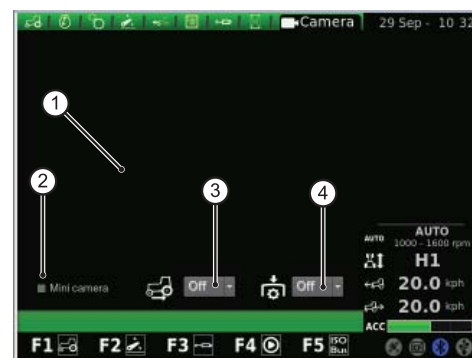 Camera 29 Sep - 10 32
1
2
3
4
Mini camera
Off
Off
AUTO AUTO
1000 - 1600 rpm
H1
20.0 kph
20.0 kph
ACC
F1 F2 F3 F4 F5 ISO Bus